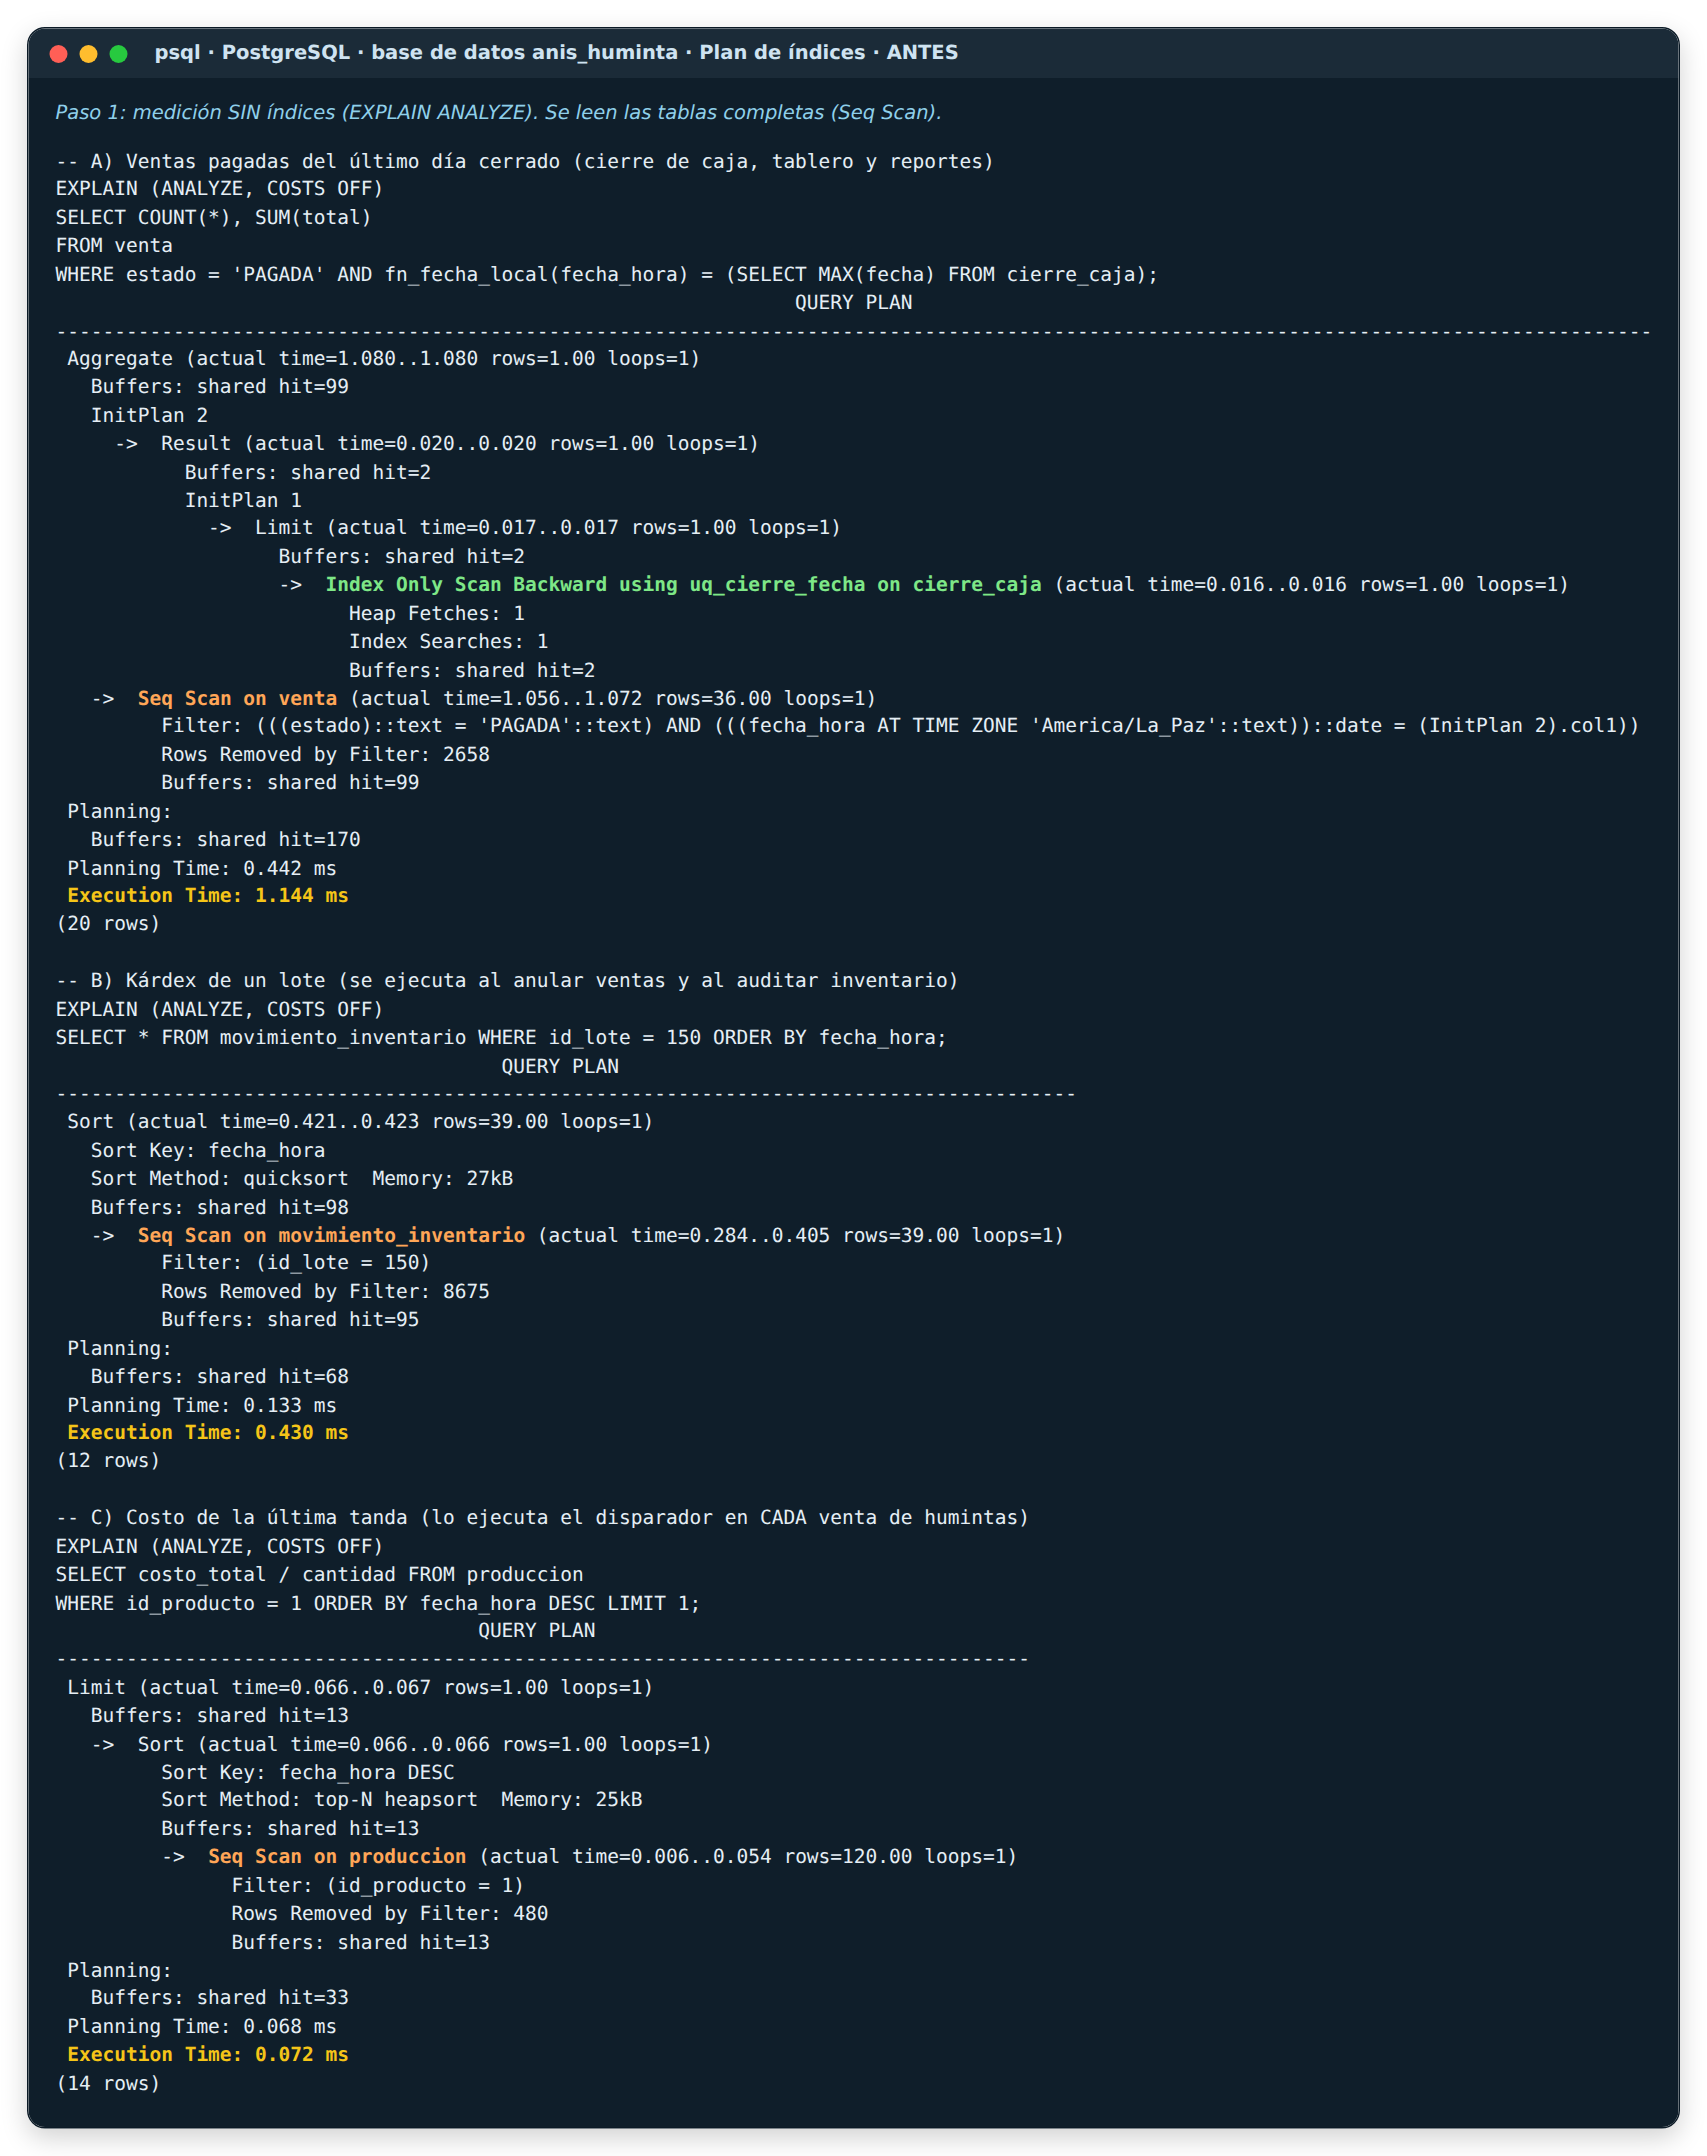 psql · PostgreSQL · base de datos anis_huminta · Plan de índices · ANTES
Paso 1: medición SIN índices (EXPLAIN ANALYZE). Se leen las tablas completas (Seq Scan).
-- A) Ventas pagadas del último día cerrado (cierre de caja, tablero y reportes)
EXPLAIN (ANALYZE, COSTS OFF)
SELECT COUNT(*), SUM(total)
FROM venta
WHERE estado = 'PAGADA' AND fn_fecha_local(fecha_hora) = (SELECT MAX(fecha) FROM cierre_caja);
QUERY PLAN
----------------------------------------------------------------------------------------------------------------------------------------
Aggregate (actual time=1.080..1.080 rows=1.00 loops=1)
Buffers: shared hit=99
InitPlan 2
->  Result (actual time=0.020..0.020 rows=1.00 loops=1)
Buffers: shared hit=2
InitPlan 1
->  Limit (actual time=0.017..0.017 rows=1.00 loops=1)
Buffers: shared hit=2
->  Index Only Scan Backward using uq_cierre_fecha on cierre_caja (actual time=0.016..0.016 rows=1.00 loops=1)
Heap Fetches: 1
Index Searches: 1
Buffers: shared hit=2
->  Seq Scan on venta (actual time=1.056..1.072 rows=36.00 loops=1)
Filter: (((estado)::text = 'PAGADA'::text) AND (((fecha_hora AT TIME ZONE 'America/La_Paz'::text))::date = (InitPlan 2).col1))
Rows Removed by Filter: 2658
Buffers: shared hit=99
Planning:
Buffers: shared hit=170
Planning Time: 0.442 ms
Execution Time: 1.144 ms
(20 rows)
-- B) Kárdex de un lote (se ejecuta al anular ventas y al auditar inventario)
EXPLAIN (ANALYZE, COSTS OFF)
SELECT * FROM movimiento_inventario WHERE id_lote = 150 ORDER BY fecha_hora;
QUERY PLAN
---------------------------------------------------------------------------------------
Sort (actual time=0.421..0.423 rows=39.00 loops=1)
Sort Key: fecha_hora
Sort Method: quicksort  Memory: 27kB
Buffers: shared hit=98
->  Seq Scan on movimiento_inventario (actual time=0.284..0.405 rows=39.00 loops=1)
Filter: (id_lote = 150)
Rows Removed by Filter: 8675
Buffers: shared hit=95
Planning:
Buffers: shared hit=68
Planning Time: 0.133 ms
Execution Time: 0.430 ms
(12 rows)
-- C) Costo de la última tanda (lo ejecuta el disparador en CADA venta de humintas)
EXPLAIN (ANALYZE, COSTS OFF)
SELECT costo_total / cantidad FROM produccion
WHERE id_producto = 1 ORDER BY fecha_hora DESC LIMIT 1;
QUERY PLAN
-----------------------------------------------------------------------------------
Limit (actual time=0.066..0.067 rows=1.00 loops=1)
Buffers: shared hit=13
->  Sort (actual time=0.066..0.066 rows=1.00 loops=1)
Sort Key: fecha_hora DESC
Sort Method: top-N heapsort  Memory: 25kB
Buffers: shared hit=13
->  Seq Scan on produccion (actual time=0.006..0.054 rows=120.00 loops=1)
Filter: (id_producto = 1)
Rows Removed by Filter: 480
Buffers: shared hit=13
Planning:
Buffers: shared hit=33
Planning Time: 0.068 ms
Execution Time: 0.072 ms
(14 rows)